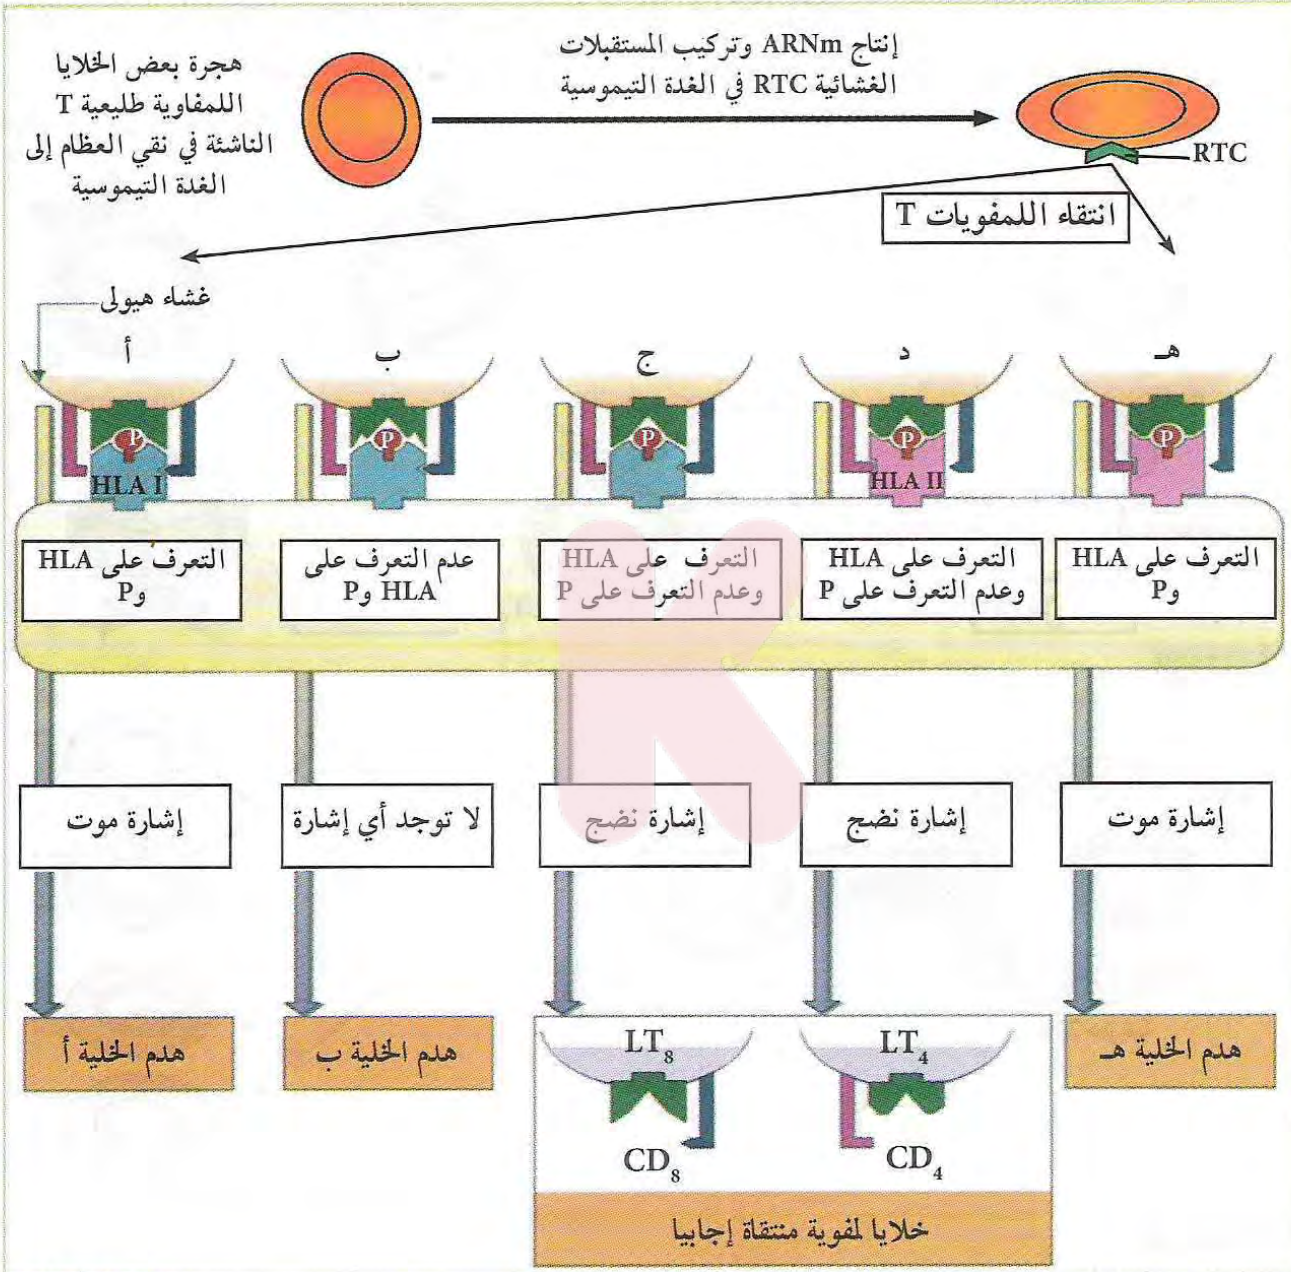 هجرة بعض الخلايا
اللمفاوية طليعية T
الناشئة في نقي العظام إلى
الغدة التيموسية
إنتاج ARNm وتركيب المستقبلات
الغشائية RTC في الغدة التيموسية
RTC
انتقاء اللمفويات T
غشاء هيولى
أ
ب
ج
د
هـ
P
P
P
P
P
HLA I
HLA II
التعرف على HLA
وP
عدم التعرف على
HLA وP
التعرف على HLA
وعدم التعرف على P
التعرف على HLA
وعدم التعرف على P
التعرف على HLA
وP
إشارة موت
لا توجد أي إشارة
إشارة نضج
إشارة نضج
إشارة موت
هدم الخلية أ
هدم الخلية ب
LT8
LT4
هدم الخلية هـ
CD8
CD4
خلايا لمفوية منتقاة إجابيا
K